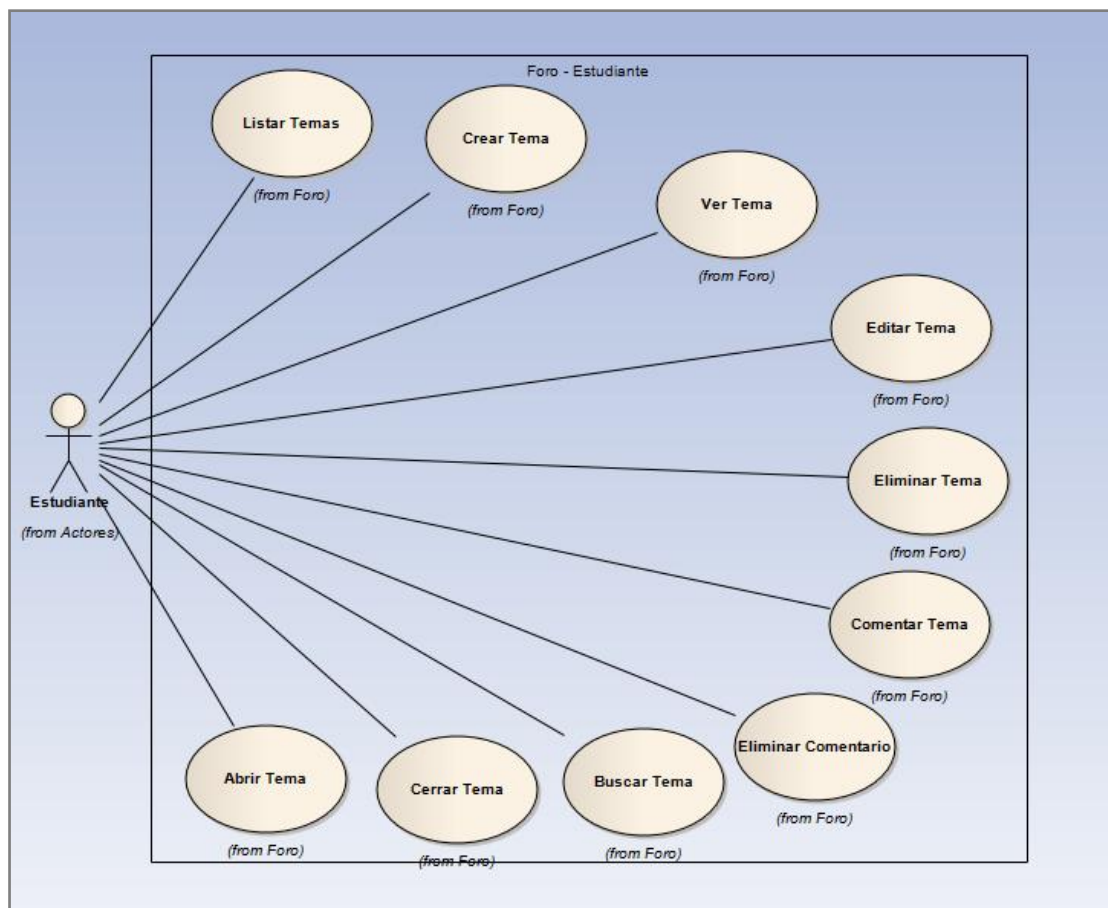 Foro - Estudiante
Listar Temas
(from Foro)
Crear Tema
(from Foro)
Ver Tema
(from Foro)
Editar Tema
(from Foro)
Eliminar Tema
(from Foro)
Comentar Tema
(from Foro)
Eliminar Comentario
(from Foro)
Buscar Tema
(from Foro)
Cerrar Tema
(from Foro)
Abrir Tema
(from Foro)
Estudiante
(from Actores)